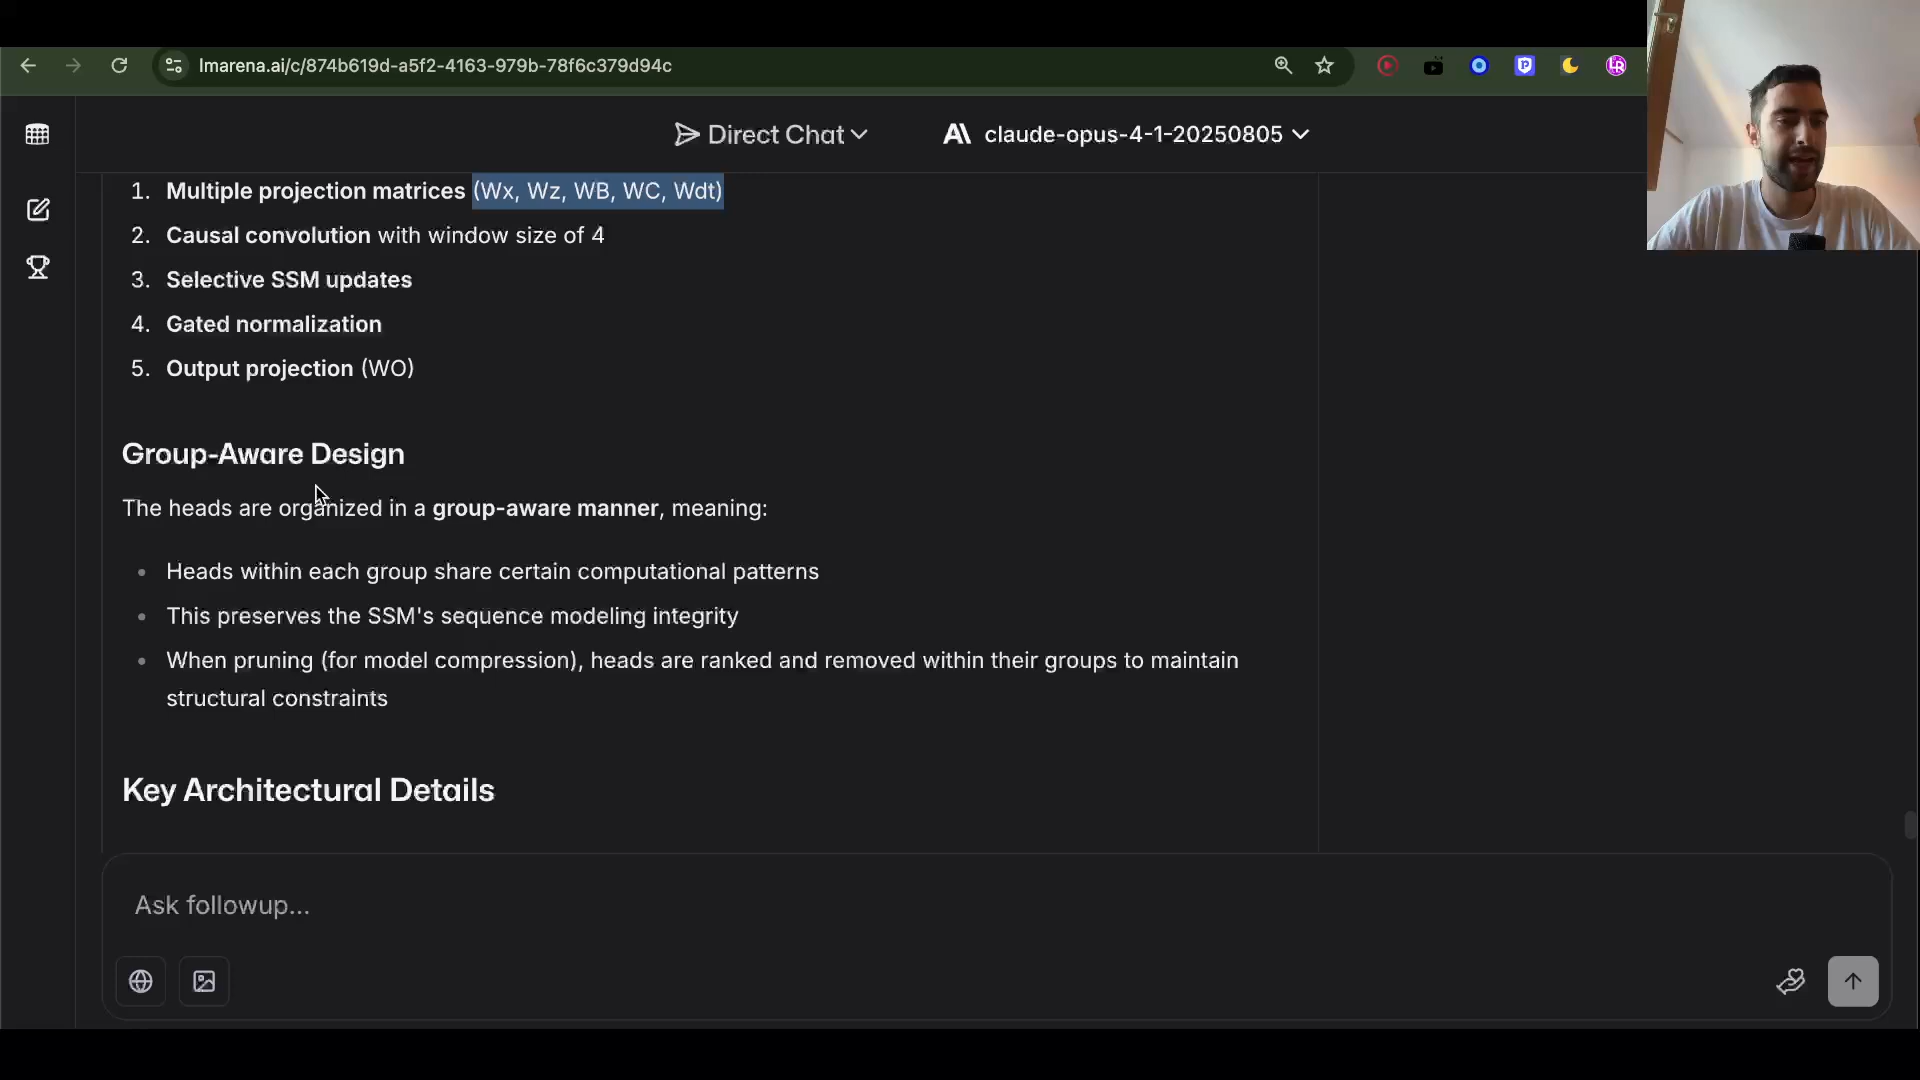 lmarena.ai/c/874b619d-a5f2-4163-979b-78f6c379d94c
Direct Chat
claude-opus-4-1-20250805
1. Multiple projection matrices (Wx, Wz, WB, WC, Wdt)
2. Causal convolution with window size of 4
3. Selective SSM updates
4. Gated normalization
5. Output projection (WO)
Group-Aware Design
The heads are organized in a group-aware manner, meaning:
Heads within each group share certain computational patterns
This preserves the SSM's sequence modeling integrity
When pruning (for model compression), heads are ranked and removed within their groups to maintain
structural constraints
Key Architectural Details
Ask followup...